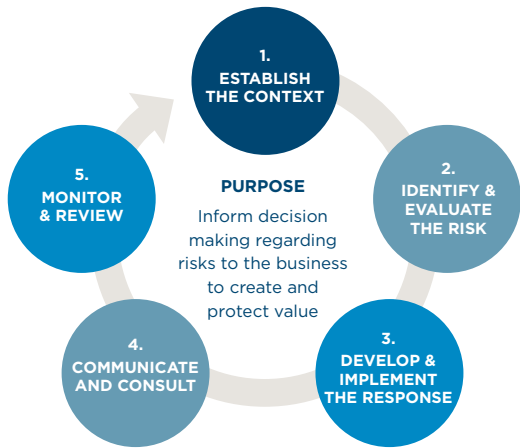 1.
ESTABLISH
THE CONTEXT
2.
IDENTIFY &
EVALUATE
THE RISK
3.
DEVELOP &
IMPLEMENT
THE RESPONSE
4.
COMMUNICATE
AND CONSULT
5.
MONITOR
& REVIEW
PURPOSE
Inform decision
making regarding
risks to the business
to create and
protect value